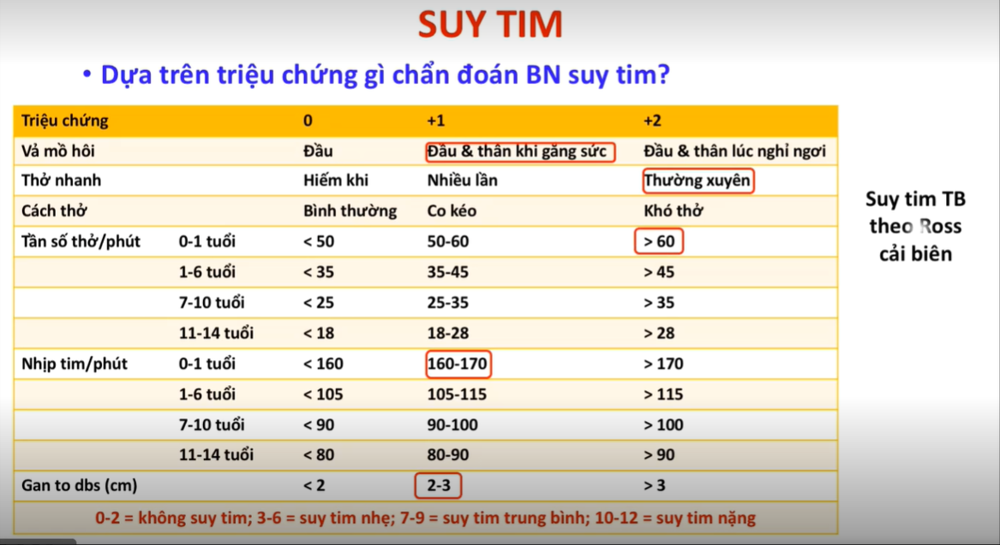 SUY TIM
• Dựa trên triệu chứng gì chẩn đoán BN suy tim?
Triệu chứng 0 +1 +2
Vả mồ hôi Đầu Đầu & thân khi gắng sức Đầu & thân lúc nghỉ ngơi
Thở nhanh Hiếm khi Nhiều lần Thường xuyên
Cách thở Bình thường Co kéo Khó thở
Tần số thở/phút 0-1 tuổi < 50 50-60 > 60
1-6 tuổi < 35 35-45 > 45
7-10 tuổi < 25 25-35 > 35
11-14 tuổi < 18 18-28 > 28
Nhịp tim/phút 0-1 tuổi < 160 160-170 > 170
1-6 tuổi < 105 105-115 > 115
7-10 tuổi < 90 90-100 > 100
11-14 tuổi < 80 80-90 > 90
Gan to dbs (cm) < 2 2-3 > 3
0-2 = không suy tim; 3-6 = suy tim nhẹ; 7-9 = suy tim trung bình; 10-12 = suy tim nặng
Suy tim TB
theo Ross
cải biên